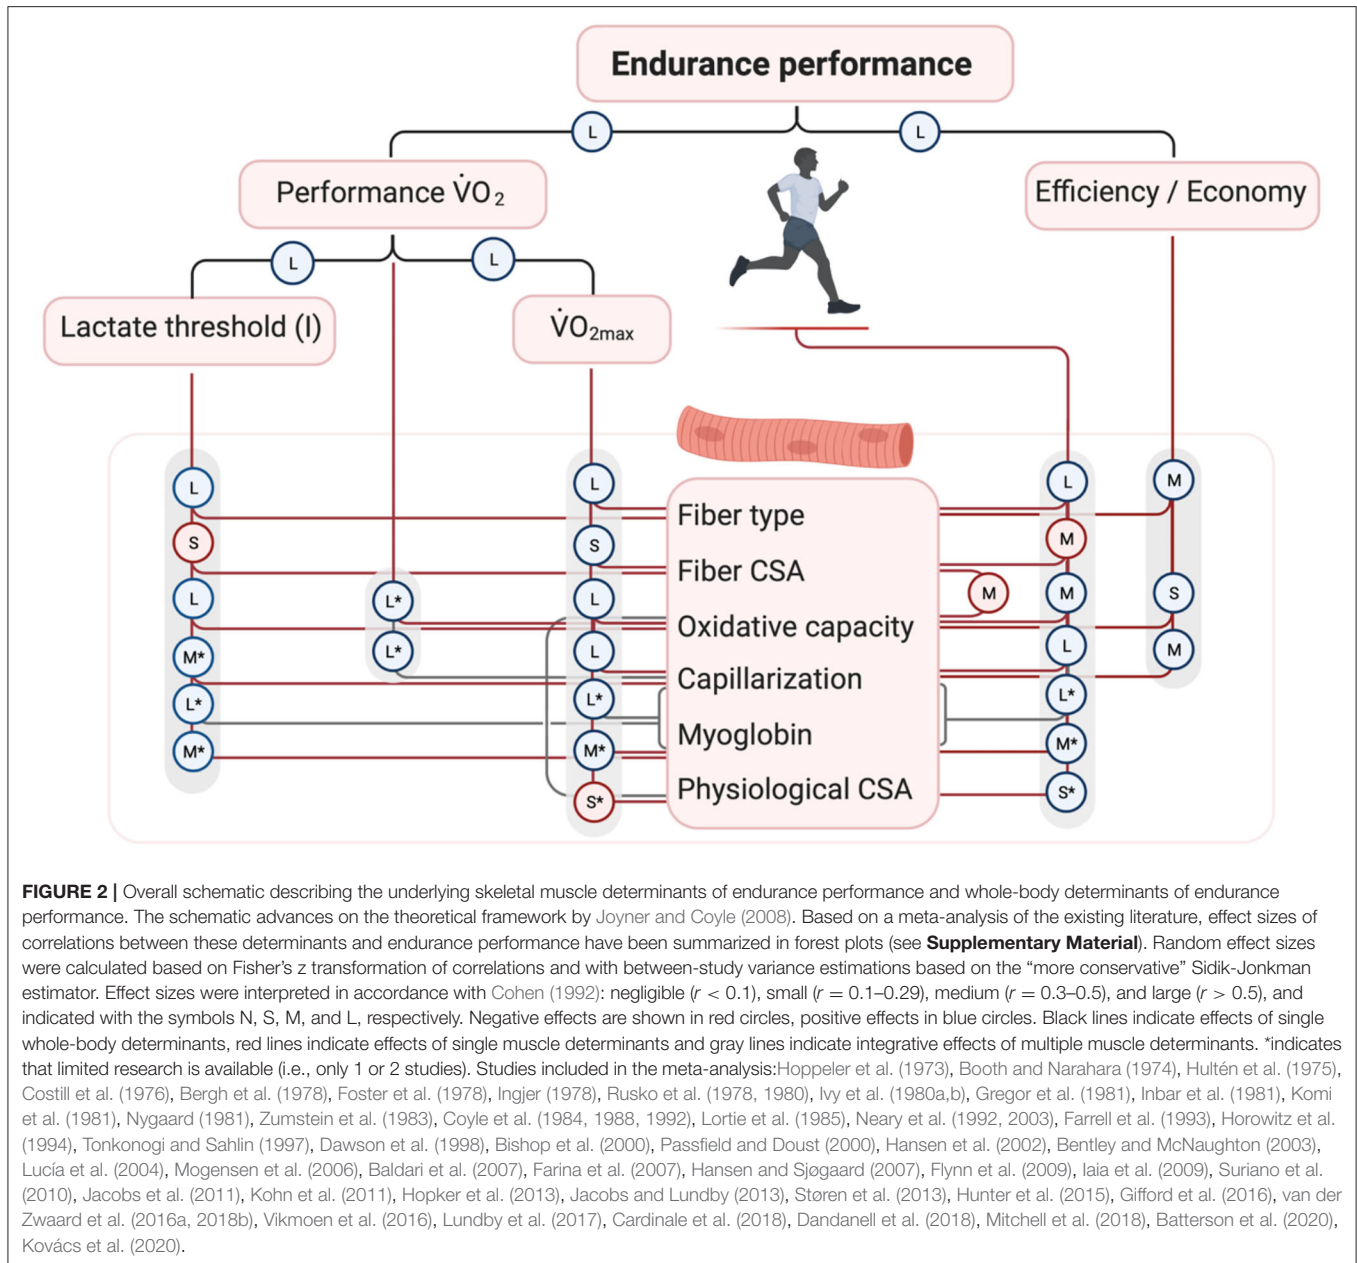 Endurance performance
L
L
Performance V̇O₂
Efficiency / Economy
L
L
Lactate threshold (I)
V̇O₂max
L
S
L
M*
L*
M*
L*
L*
L
S
L
L
L*
M*
S*
Fiber type
Fiber CSA
Oxidative capacity
Capillarization
Myoglobin
Physiological CSA
M
L
M
M
L
L*
M*
S*
M
S
M
FIGURE 2 | Overall schematic describing the underlying skeletal muscle determinants of endurance performance and whole-body determinants of endurance
performance. The schematic advances on the theoretical framework by Joyner and Coyle (2008). Based on a meta-analysis of the existing literature, effect sizes of
correlations between these determinants and endurance performance have been summarized in forest plots (see Supplementary Material). Random effect sizes
were calculated based on Fisher's z transformation of correlations and with between-study variance estimations based on the “more conservative” Sidik-Jonkman
estimator. Effect sizes were interpreted in accordance with Cohen (1992): negligible (r < 0.1), small (r = 0.1–0.29), medium (r = 0.3–0.5), and large (r > 0.5), and
indicated with the symbols N, S, M, and L, respectively. Negative effects are shown in red circles, positive effects in blue circles. Black lines indicate effects of single
whole-body determinants, red lines indicate effects of single muscle determinants and gray lines indicate integrative effects of multiple muscle determinants. *indicates
that limited research is available (i.e., only 1 or 2 studies). Studies included in the meta-analysis:Hoppeler et al. (1973), Booth and Narahara (1974), Hultén et al. (1975),
Costill et al. (1976), Bergh et al. (1978), Foster et al. (1978), Ingjer (1978), Rusko et al. (1978, 1980), Ivy et al. (1980a,b), Gregor et al. (1981), Inbar et al. (1981), Komi
et al. (1981), Nygaard (1981), Zumstein et al. (1983), Coyle et al. (1984, 1988, 1992), Lortie et al. (1985), Neary et al. (1992, 2003), Farrell et al. (1993), Horowitz et al.
(1994), Tonkonogi and Sahlin (1997), Dawson et al. (1998), Bishop et al. (2000), Passfield and Doust (2000), Hansen et al. (2002), Bentley and McNaughton (2003),
Lucía et al. (2004), Mogensen et al. (2006), Baldari et al. (2007), Farina et al. (2007), Hansen and Sjøgaard (2007), Flynn et al. (2009), Iaia et al. (2009), Suriano et al.
(2010), Jacobs et al. (2011), Kohn et al. (2011), Hopker et al. (2013), Jacobs and Lundby (2013), Støren et al. (2013), Hunter et al. (2015), Gifford et al. (2016), van der
Zwaard et al. (2016a, 2018b), Vikmoen et al. (2016), Lundby et al. (2017), Cardinale et al. (2018), Dandanell et al. (2018), Mitchell et al. (2018), Batterson et al. (2020),
Kovács et al. (2020).